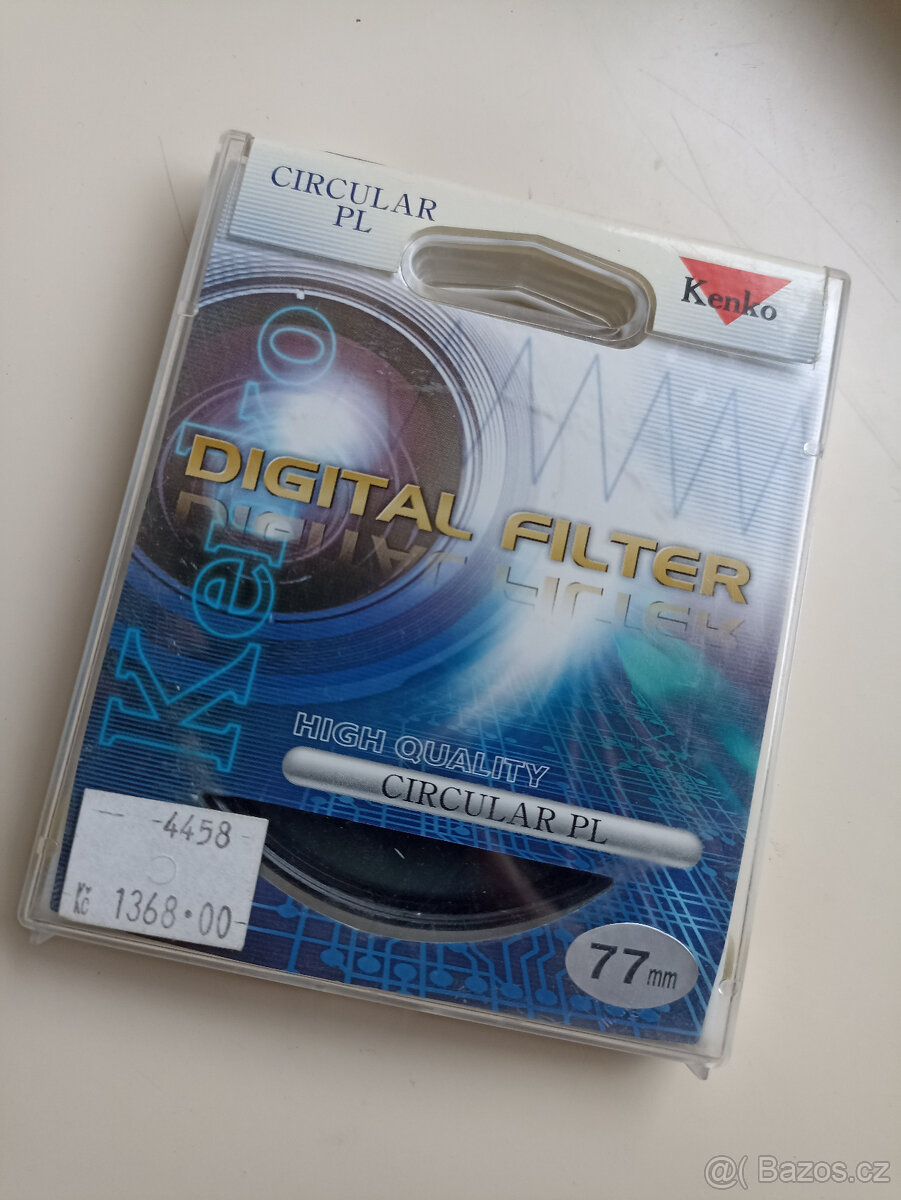 CIRCULAR
PL
Kenko
Kenko
DIGITAL FILTER
HIGH QUALITY
CIRCULAR PL
4458
Kč 1368.00
77mm
@( Bazos.cz